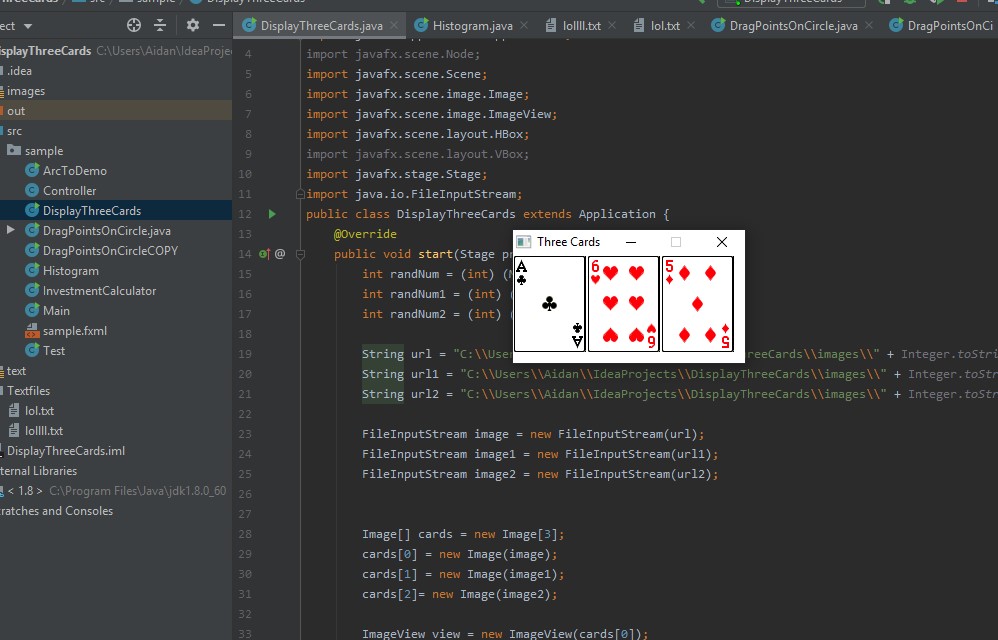 DisplayThreeCards
DisplayThreeCards.java
Histogram.java
lollll.txt
lol.txt
DragPointsOnCircle.java
DragPointsOnCi
C:\Users\Aidan\IdeaProje
.idea
images
out
src
sample
ArcToDemo
Controller
DisplayThreeCards
DragPointsOnCircle.java
DragPointsOnCircleCOPY
Histogram
InvestmentCalculator
Main
sample.fxml
Test
text
Textfiles
lol.txt
lollll.txt
DisplayThreeCards.iml
ternal Libraries
< 1.8 > C:\Program Files\Java\jdk1.8.0_60
ratches and Consoles
4 import javafx.scene.Node;
5 import javafx.scene.Scene;
6 import javafx.scene.image.Image;
7 import javafx.scene.image.ImageView;
8 import javafx.scene.layout.HBox;
9 import javafx.scene.layout.VBox;
10 import javafx.stage.Stage;
11 import java.io.FileInputStream;
12 public class DisplayThreeCards extends Application {
13 @Override
14 @ public void start(Stage pr
15 int randNum = (int) (M
16 int randNum1 = (int) (
17 int randNum2 = (int) (
18
19 String url = "C:\\Use reeCards\\images\\" + Integer.toStri
20 String url1 = "C:\\Users\\Aidan\\IdeaProjects\\DisplayThreeCards\\images\\" + Integer.toStr
21 String url2 = "C:\\Users\\Aidan\\IdeaProjects\\DisplayThreeCards\\images\\" + Integer.toStr
22
23 FileInputStream image = new FileInputStream(url);
24 FileInputStream image1 = new FileInputStream(url1);
25 FileInputStream image2 = new FileInputStream(url2);
26
27
28 Image[] cards = new Image[3];
29 cards[0] = new Image(image);
30 cards[1] = new Image(image1);
31 cards[2]= new Image(image2);
32
33 ImageView view = new ImageView(cards[0]);
Three Cards
A 6 5
A 6 5